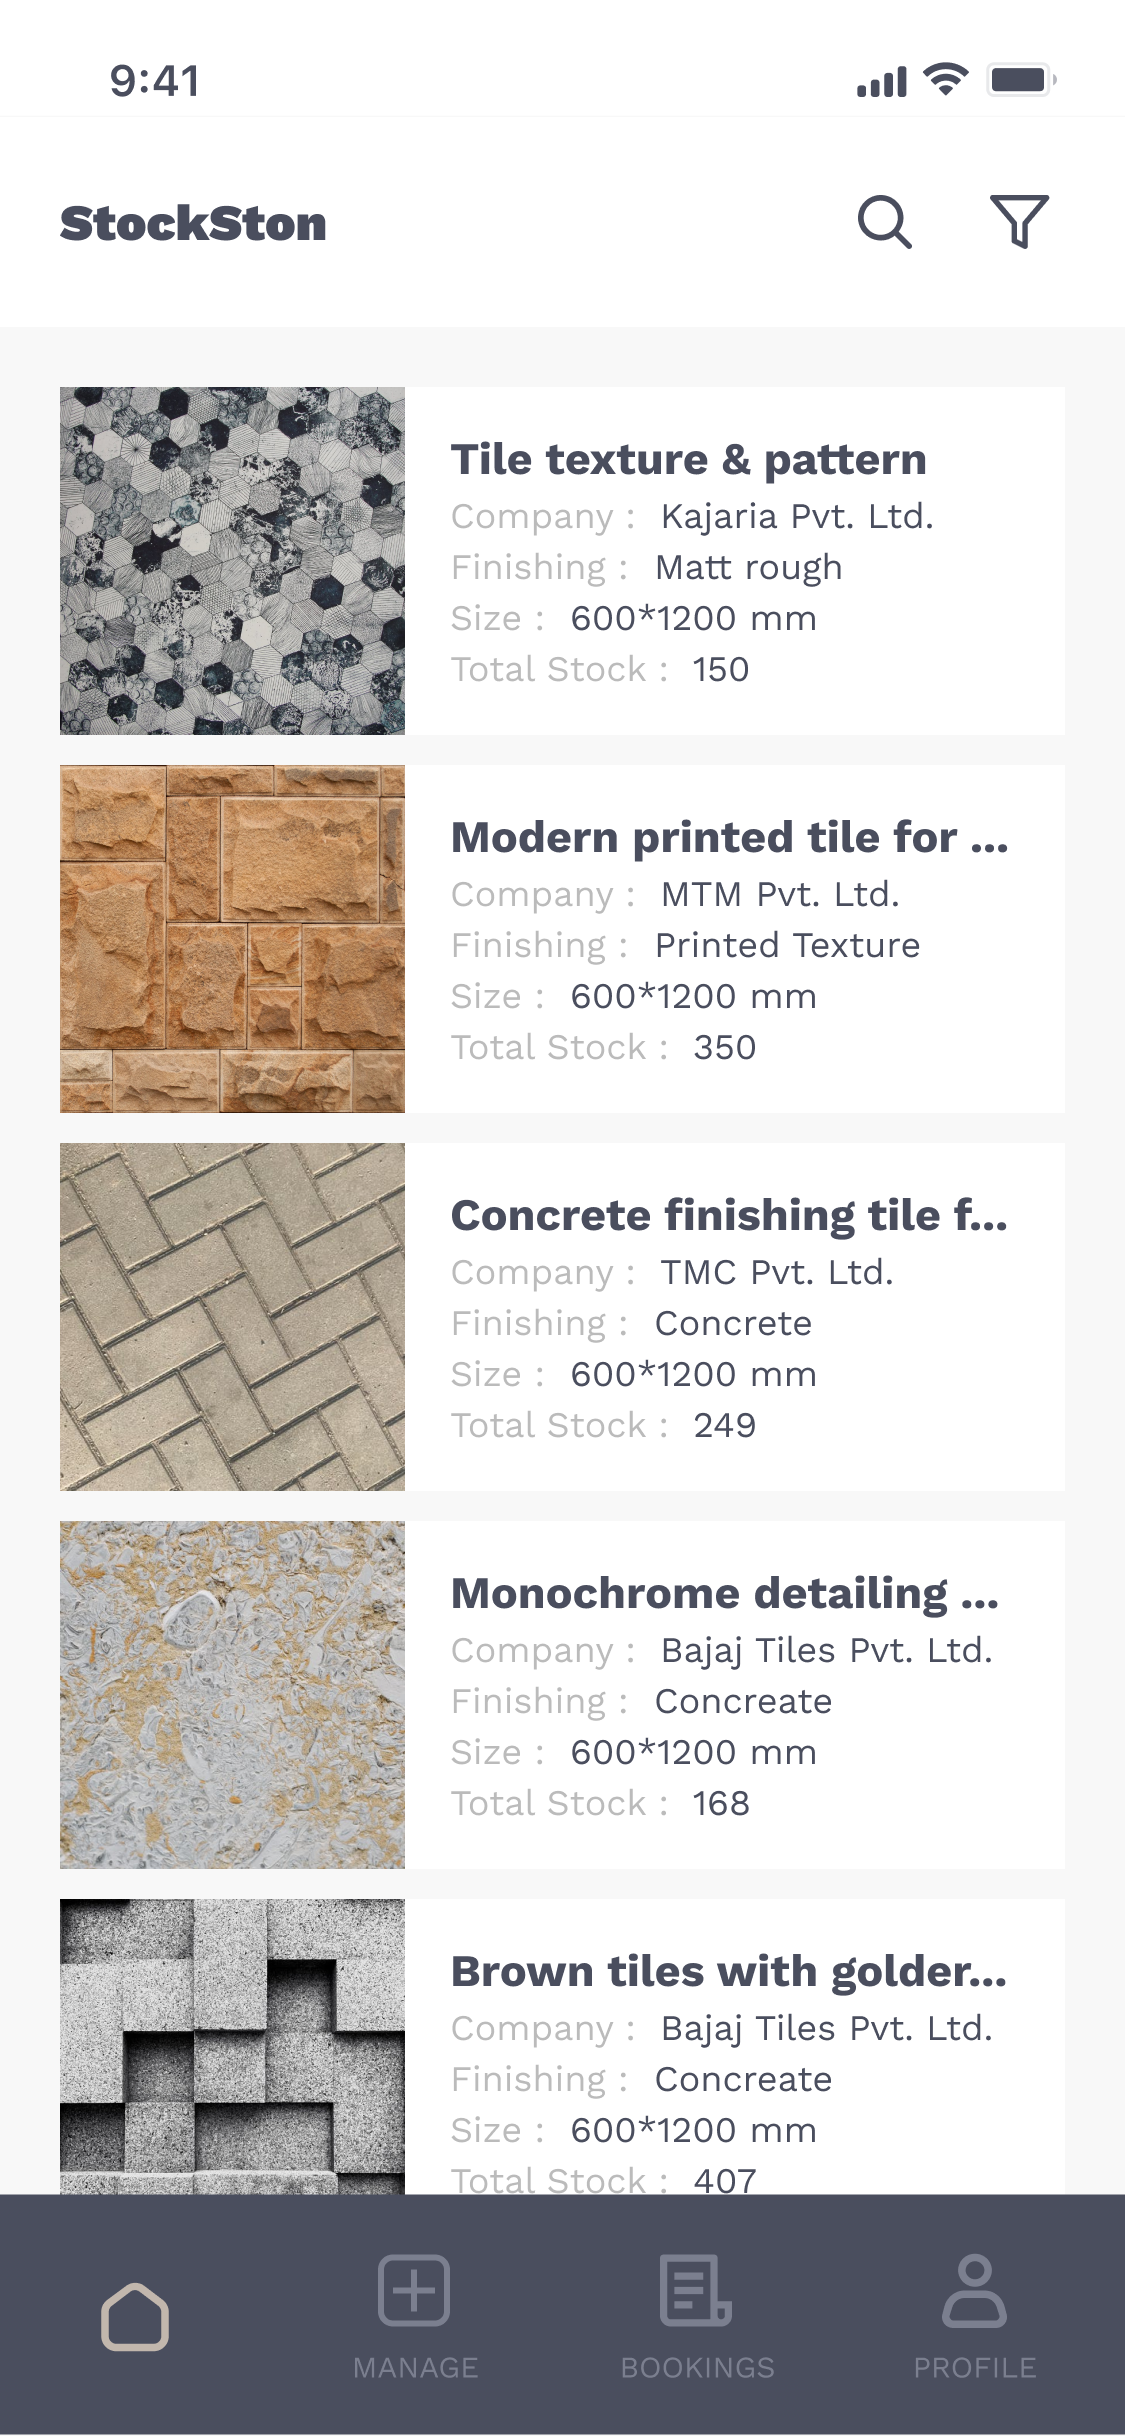 9:41
StockSton
Tile texture & pattern
Company : Kajaria Pvt. Ltd.
Finishing : Matt rough
Size : 600*1200 mm
Total Stock : 150
Modern printed tile for ...
Company : MTM Pvt. Ltd.
Finishing : Printed Texture
Size : 600*1200 mm
Total Stock : 350
Concrete finishing tile f...
Company : TMC Pvt. Ltd.
Finishing : Concrete
Size : 600*1200 mm
Total Stock : 249
Monochrome detailing ...
Company : Bajaj Tiles Pvt. Ltd.
Finishing : Concreate
Size : 600*1200 mm
Total Stock : 168
Brown tiles with golder...
Company : Bajaj Tiles Pvt. Ltd.
Finishing : Concreate
Size : 600*1200 mm
Total Stock : 407
MANAGE
BOOKINGS
PROFILE